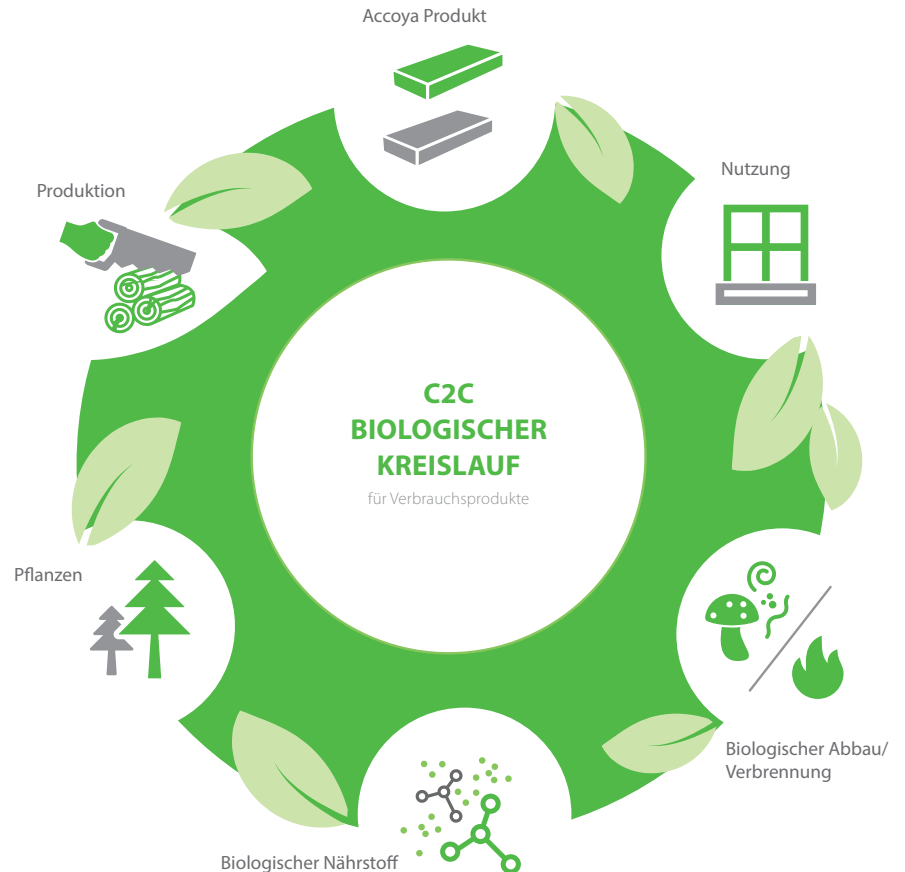 Accoya Produkt
Nutzung
Produktion
C2C
BIOLOGISCHER
KREISLAUF
für Verbrauchsprodukte
Pflanzen
Biologischer Abbau/
Verbrennung
Biologischer Nährstoff